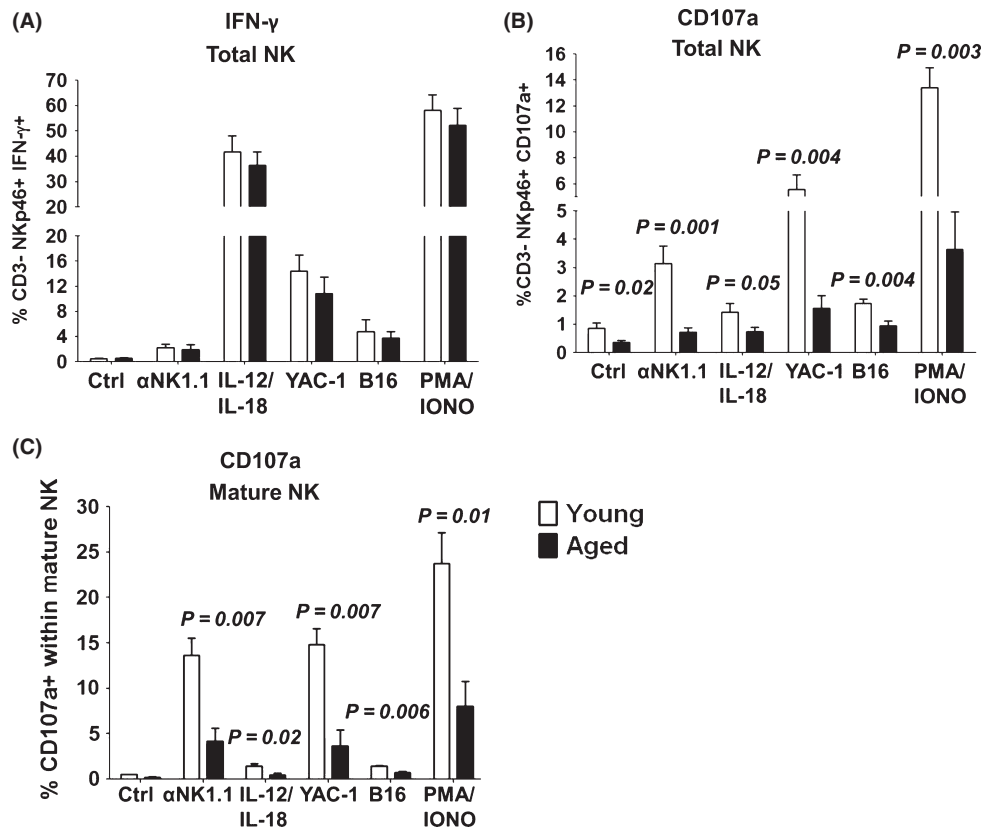 (A)
IFN-γ
Total NK
% CD3- NKp46+ IFN-γ+
70
60
50
40
30
20
20
16
12
8
4
0
Ctrl αNK1.1 IL-12/ YAC-1 B16 PMA/
IL-18 IONO
(B)
CD107a
Total NK
%CD3- NKp46+ CD107a+
16
14
12
10
8
6
5
4
3
2
1
0
P = 0.02
P = 0.001
P = 0.05
P = 0.004
P = 0.004
P = 0.003
Ctrl αNK1.1 IL-12/ YAC-1 B16 PMA/
IL-18 IONO
(C)
CD107a
Mature NK
% CD107a+ within mature NK
30
25
20
15
10
5
0
P = 0.007
P = 0.02
P = 0.007
P = 0.006
P = 0.01
Ctrl αNK1.1 IL-12/ YAC-1 B16 PMA/
IL-18 IONO
Young
Aged